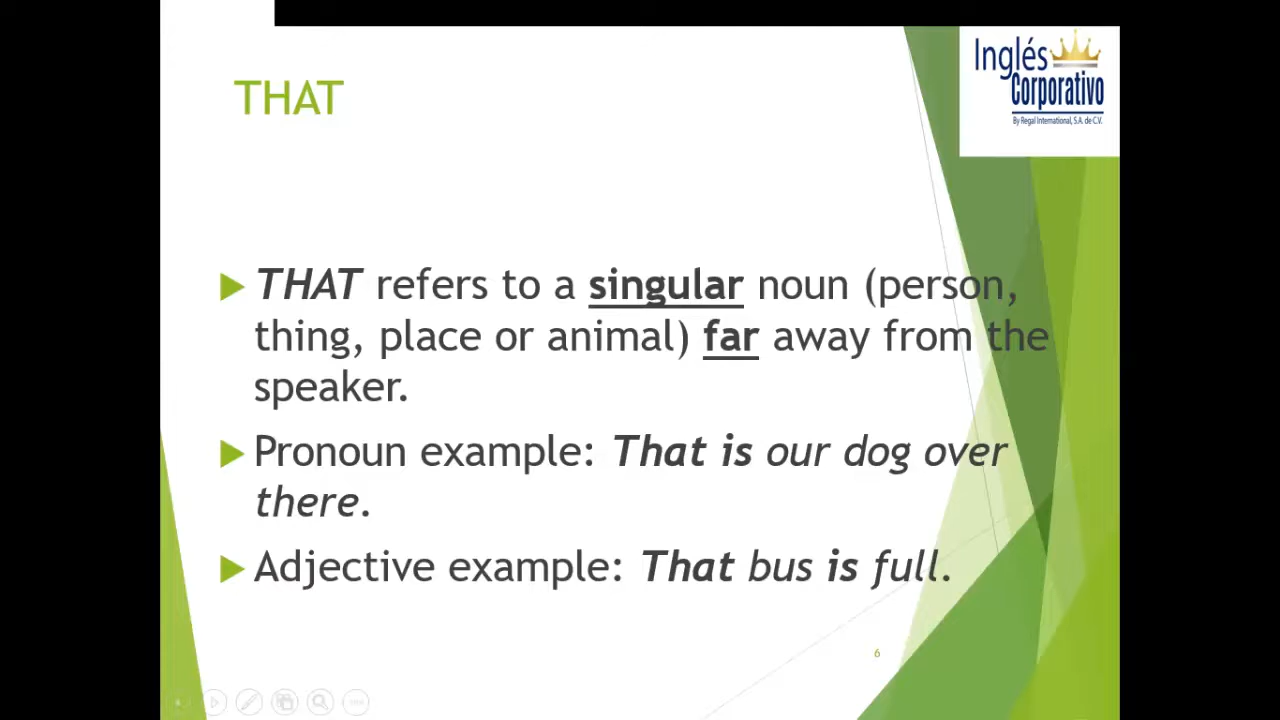 Inglés
Corporativo
By Regal International, S.A. de C.V.
THAT
THAT refers to a singular noun (person,
thing, place or animal) far away from the
speaker.
Pronoun example: That is our dog over
there.
Adjective example: That bus is full.
6